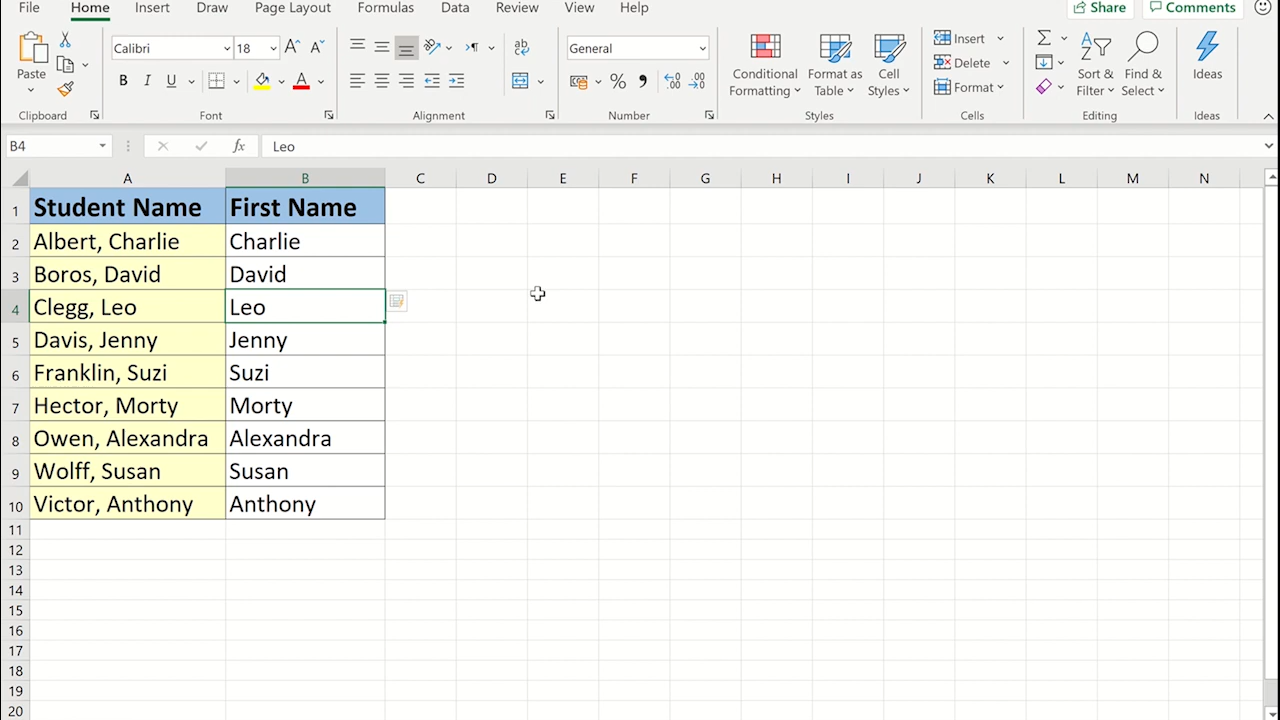 File Home Insert Draw Page Layout Formulas Data Review View Help Share Comments
Calibri 18 A A ab General Insert Σ A Z
Paste B I U A % , Conditional Formatting Format as Table Cell Styles Delete Sort & Filter Find & Select Ideas
Format
Clipboard Font Alignment Number Styles Cells Editing Ideas
B4 fx Leo
A B C D E F G H I J K L M N
1 Student Name First Name
2 Albert, Charlie Charlie
3 Boros, David David
4 Clegg, Leo Leo
5 Davis, Jenny Jenny
6 Franklin, Suzi Suzi
7 Hector, Morty Morty
8 Owen, Alexandra Alexandra
9 Wolff, Susan Susan
10 Victor, Anthony Anthony
11
12
13
14
15
16
17
18
19
20